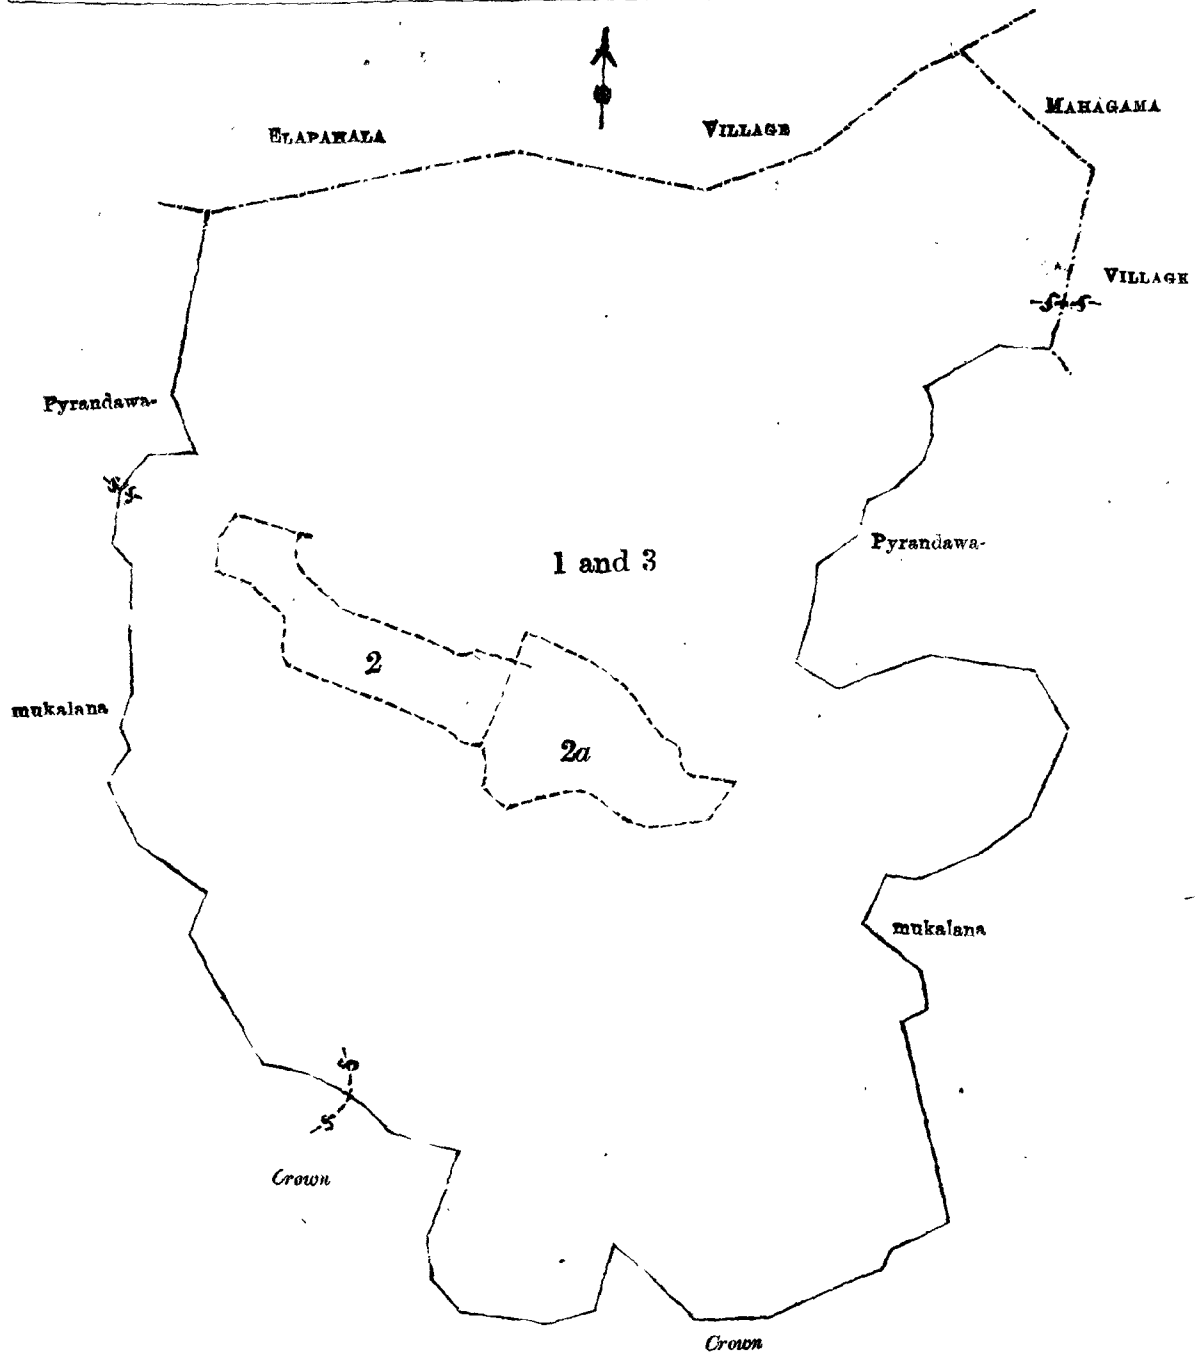 ELAPAHALA VILLAGE
MAHAGAMA
VILLAGE
Pyrandawa-
Pyrandawa-
1 and 3
2
mukalana
2a
mukalana
Crown
Crown